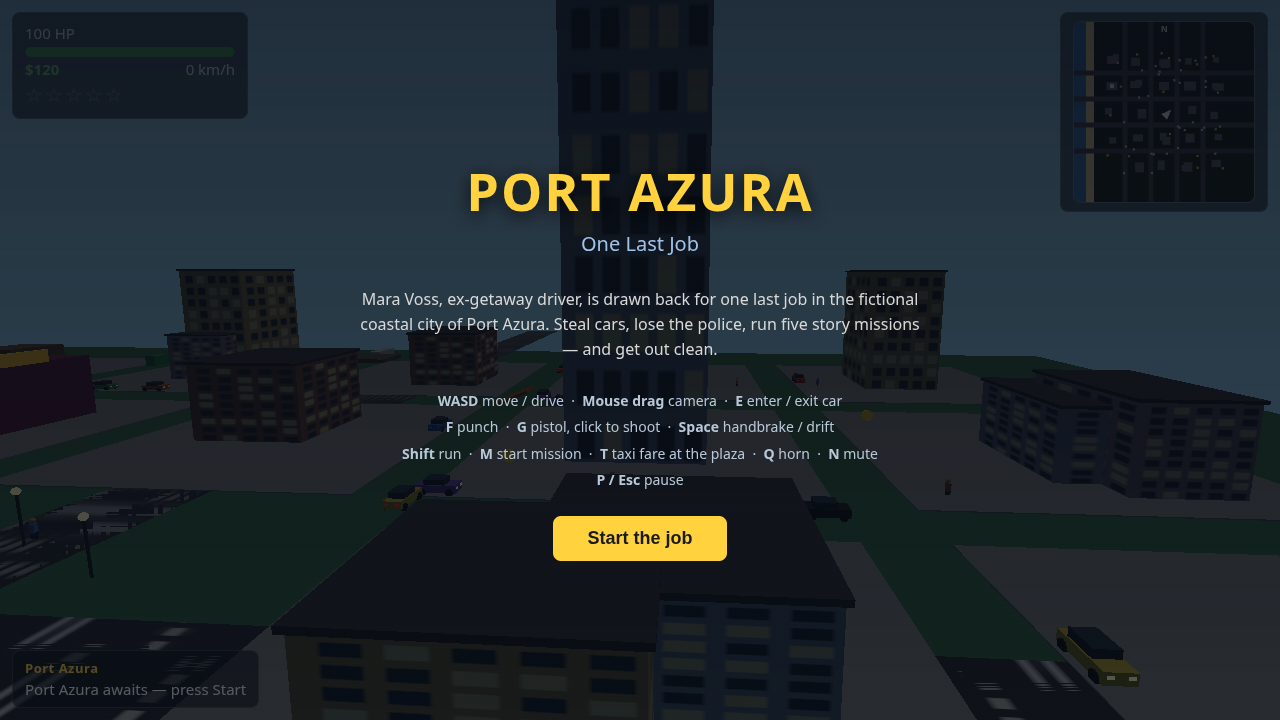 100 HP
$120 0 km/h
☆☆☆☆☆
N
PORT AZURA
One Last Job
Mara Voss, ex-getaway driver, is drawn back for one last job in the fictional
coastal city of Port Azura. Steal cars, lose the police, run five story missions
— and get out clean.
WASD move / drive · Mouse drag camera · E enter / exit car
F punch · G pistol, click to shoot · Space handbrake / drift
Shift run · M start mission · T taxi fare at the plaza · Q horn · N mute
P / Esc pause
Start the job
Port Azura
Port Azura awaits — press Start